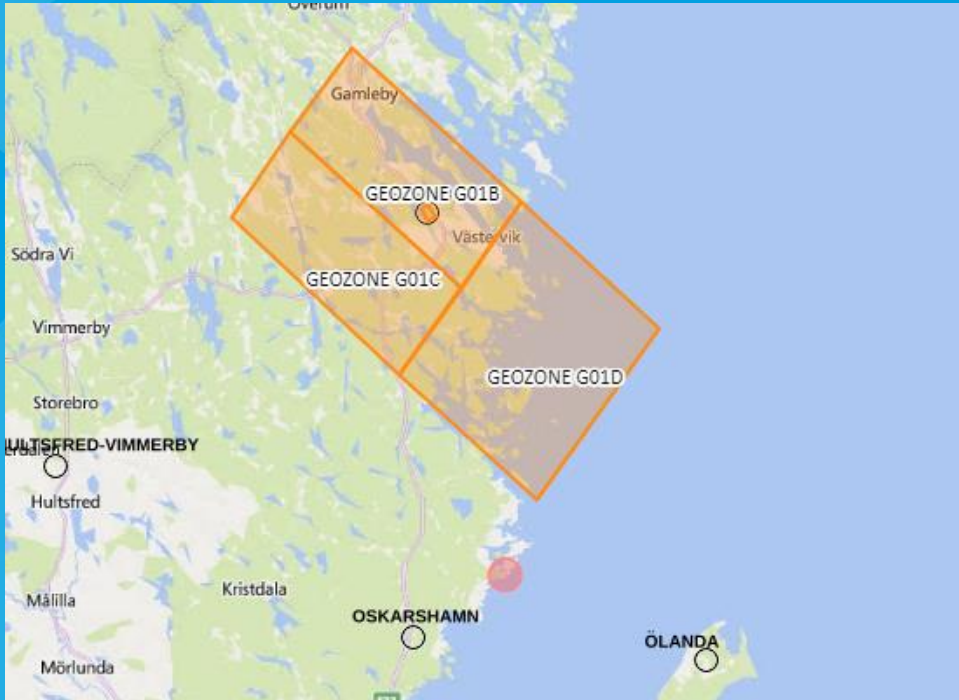 Överum
Gamleby
GEOZONE G01B
Västervik
Södra Vi
GEOZONE G01C
Vimmerby
GEOZONE G01D
Storebro
HULTSFRED-VIMMERBY
Hultsfred
Kristdala
Målilla
OSKARSHAMN
ÖLANDA
Mörlunda